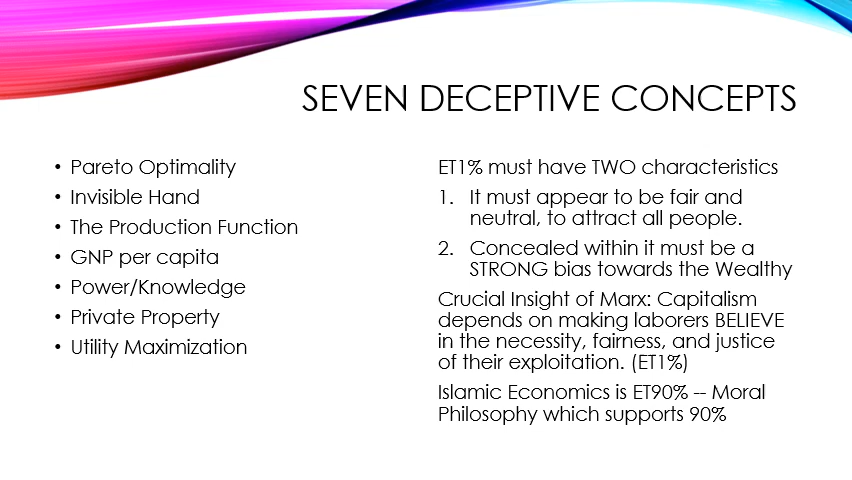 SEVEN DECEPTIVE CONCEPTS
• Pareto Optimality
• Invisible Hand
• The Production Function
• GNP per capita
• Power/Knowledge
• Private Property
• Utility Maximization
ET1% must have TWO characteristics
1. It must appear to be fair and
neutral, to attract all people.
2. Concealed within it must be a
STRONG bias towards the Wealthy
Crucial Insight of Marx: Capitalism
depends on making laborers BELIEVE
in the necessity, fairness, and justice
of their exploitation. (ET1%)
Islamic Economics is ET90% -- Moral
Philosophy which supports 90%